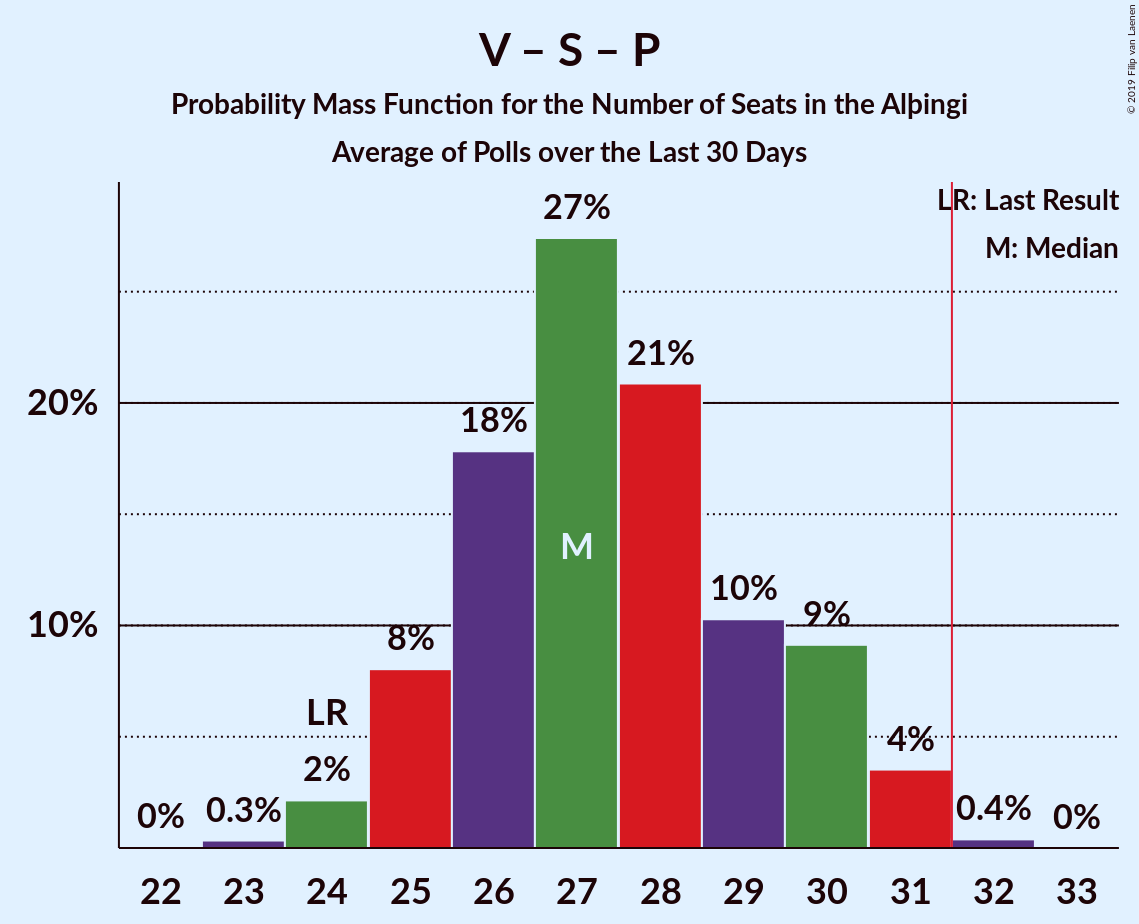 V – S – P
Probability Mass Function for the Number of Seats in the Alþingi
Average of Polls over the Last 30 Days
© 2019 Filip van Laenen
LR: Last Result
M: Median
27%
21%
20%
18%
M
10%
9%
10%
8%
LR
4%
2%
0%
0.3%
0.4%
0%
22 23 24 25 26 27 28 29 30 31 32 33